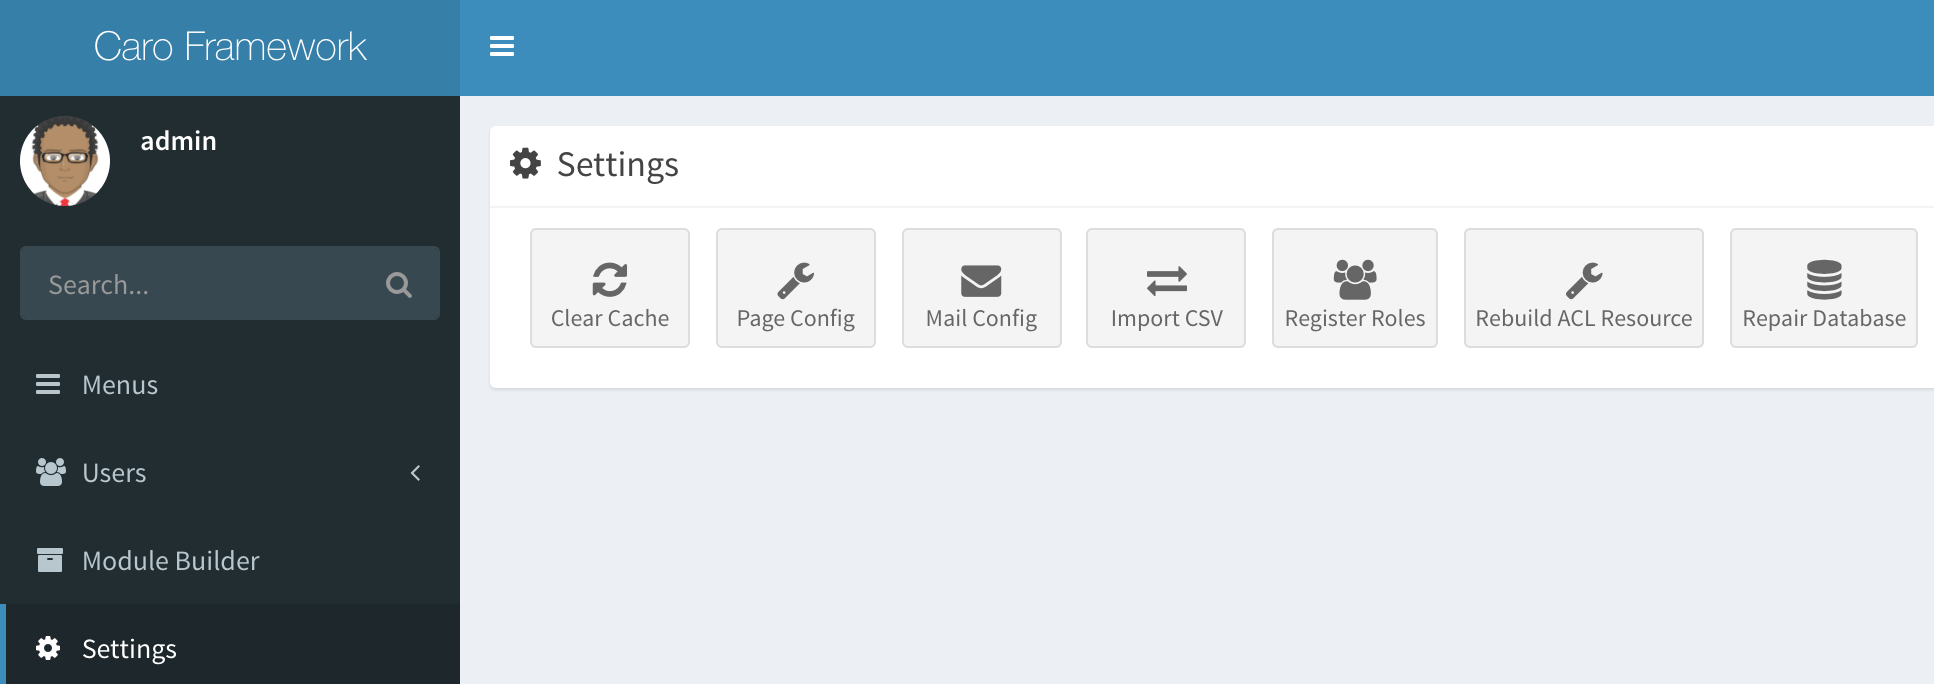 Caro Framework
admin
Search...
Menus
Users
Module Builder
Settings
Settings
Clear Cache
Page Config
Mail Config
Import CSV
Register Roles
Rebuild ACL Resource
Repair Database